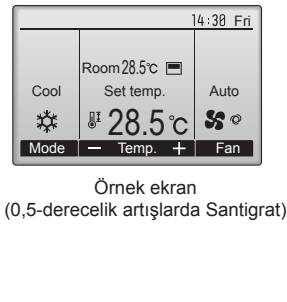 14:30 Fri
Room 28.5°C
Cool
Set temp.
Auto
28.5°C
Mode
— Temp. +
Fan
Örnek ekran
(0,5-derecelik artışlarda Santigrat)